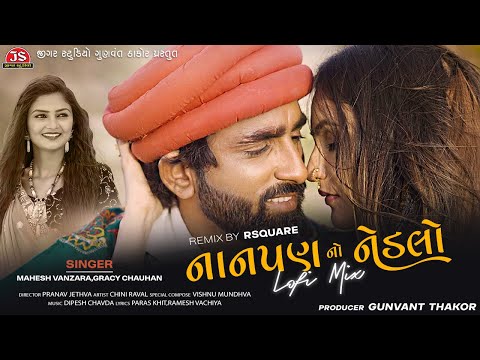 JS
જીગર સ્ટુડિયો ગુણવંત ઠાકોર પ્રસ્તુત
REMIX BY RSQUARE
નાનપણ નો નેડલો
Lofi Mix
SINGER
MAHESH VANZARA,GRACY CHAUHAN
DIRECTOR PRANAV JETHVA ARTIST CHINI RAVAL SPECIAL COMPOSE VISHNU MUNDHVA
MUSIC DIPESH CHAVDA LYRICS PARAS KHIT,RAMESH VACHIYA
PRODUCER GUNVANT THAKOR